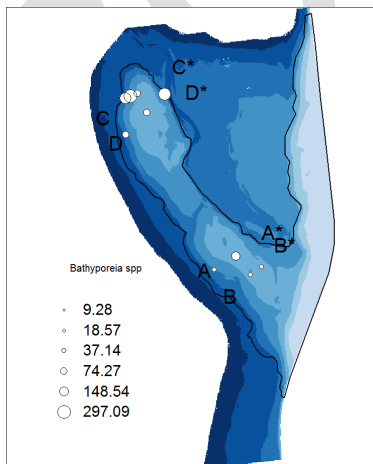 C*
D*
C
D
A*
B*
A
B
Bathyporeia spp
9.28
18.57
37.14
74.27
148.54
297.09